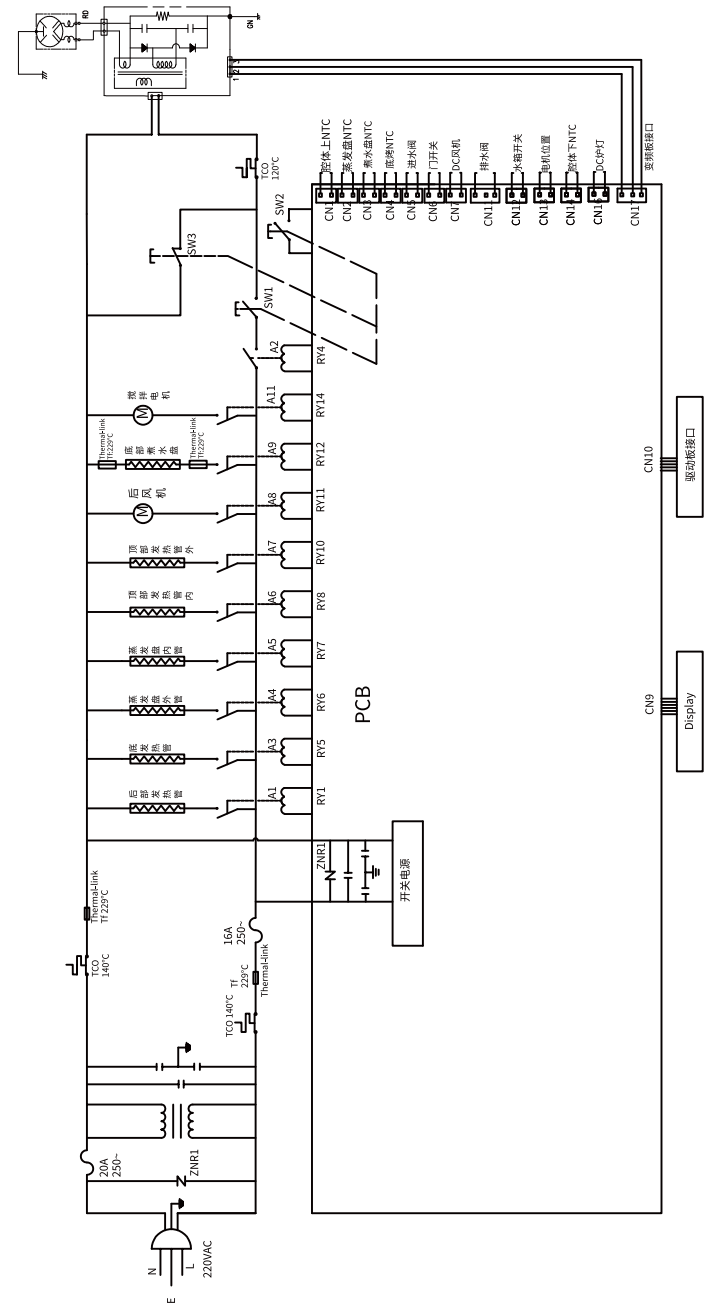 RD
GN
1 2 3
腔体上NTC
蒸发盘NTC
煮水盘NTC
底烤NTC
进水阀
门开关
DC风机
排水阀
水箱开关
电机位置
腔体下NTC
DC炉灯
变频板接口
TCO
120℃
CN1
CN2
CN3
CN4
CN5
CN6
CN7
CN11
CN12
CN13
CN14
CN16
CN17
SW2
SW3
SW1
A2
RY4
搅拌电机
M
A11
RY14
Thermal-link
Tf:229℃
底部煮水盘
Thermal-link
Tf:229℃
A9
RY12
后风机
M
A8
RY11
顶部发热管外
A7
RY10
顶部发热管内
A6
RY8
蒸发盘内管
A5
RY7
蒸发盘外管
A4
RY6
底发热管
A3
RY5
后部发热管
A1
RY1
PCB
CN10
驱动板接口
CN9
Display
ZNR1
开关电源
Thermal-link
Tf 229℃
16A
250~
TCO
140℃
Tf
229℃
Thermal-link
TCO 140℃
20A
250~
ZNR1
N
E
L
220VAC